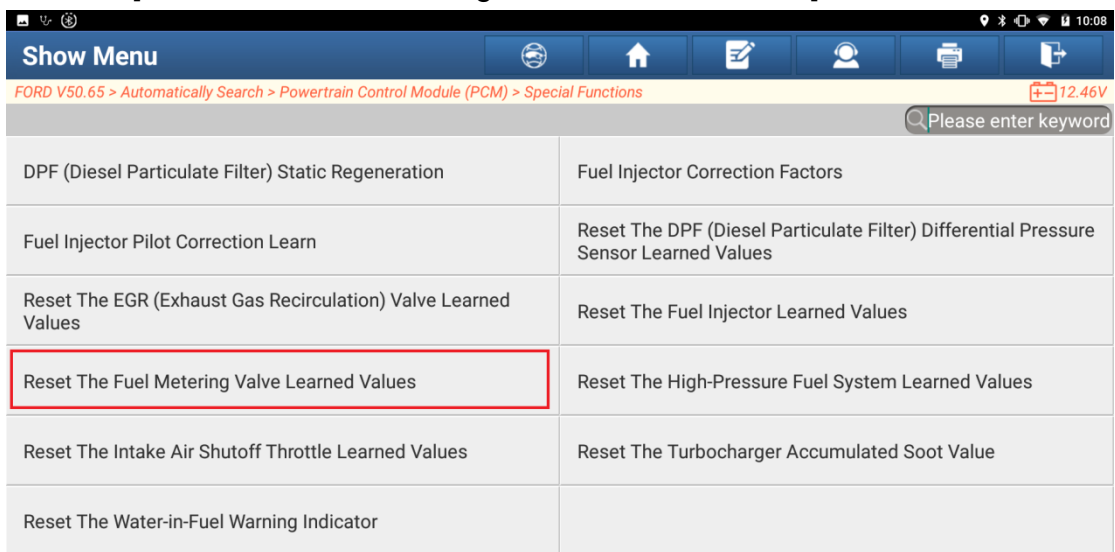 10:08
Show Menu
FORD V50.65 > Automatically Search > Powertrain Control Module (PCM) > Special Functions
12.46V
Please enter keyword
DPF (Diesel Particulate Filter) Static Regeneration
Fuel Injector Correction Factors
Fuel Injector Pilot Correction Learn
Reset The DPF (Diesel Particulate Filter) Differential Pressure
Sensor Learned Values
Reset The EGR (Exhaust Gas Recirculation) Valve Learned
Values
Reset The Fuel Injector Learned Values
Reset The Fuel Metering Valve Learned Values
Reset The High-Pressure Fuel System Learned Values
Reset The Intake Air Shutoff Throttle Learned Values
Reset The Turbocharger Accumulated Soot Value
Reset The Water-in-Fuel Warning Indicator